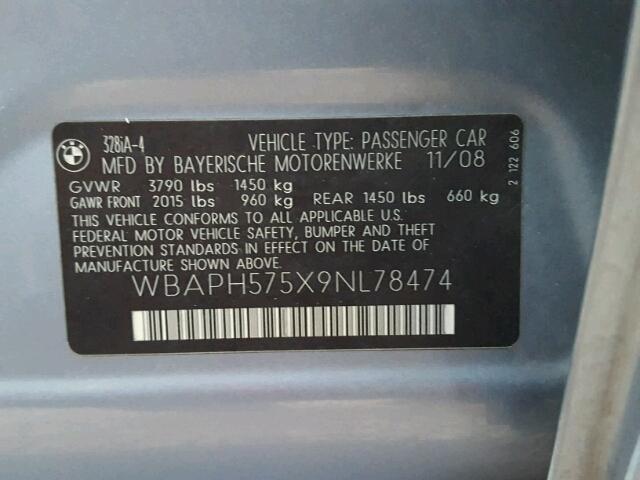 BMW
328iA-4 VEHICLE TYPE: PASSENGER CAR
MFD BY BAYERISCHE MOTORENWERKE 11/08
GVWR 3790 lbs 1450 kg
GAWR FRONT 2015 lbs 960 kg REAR 1450 lbs 660 kg
THIS VEHICLE CONFORMS TO ALL APPLICABLE U.S.
FEDERAL MOTOR VEHICLE SAFETY, BUMPER AND THEFT
PREVENTION STANDARDS IN EFFECT ON THE DATE
OF MANUFACTURE SHOWN ABOVE
WBAPH575X9NL78474
2 122 606